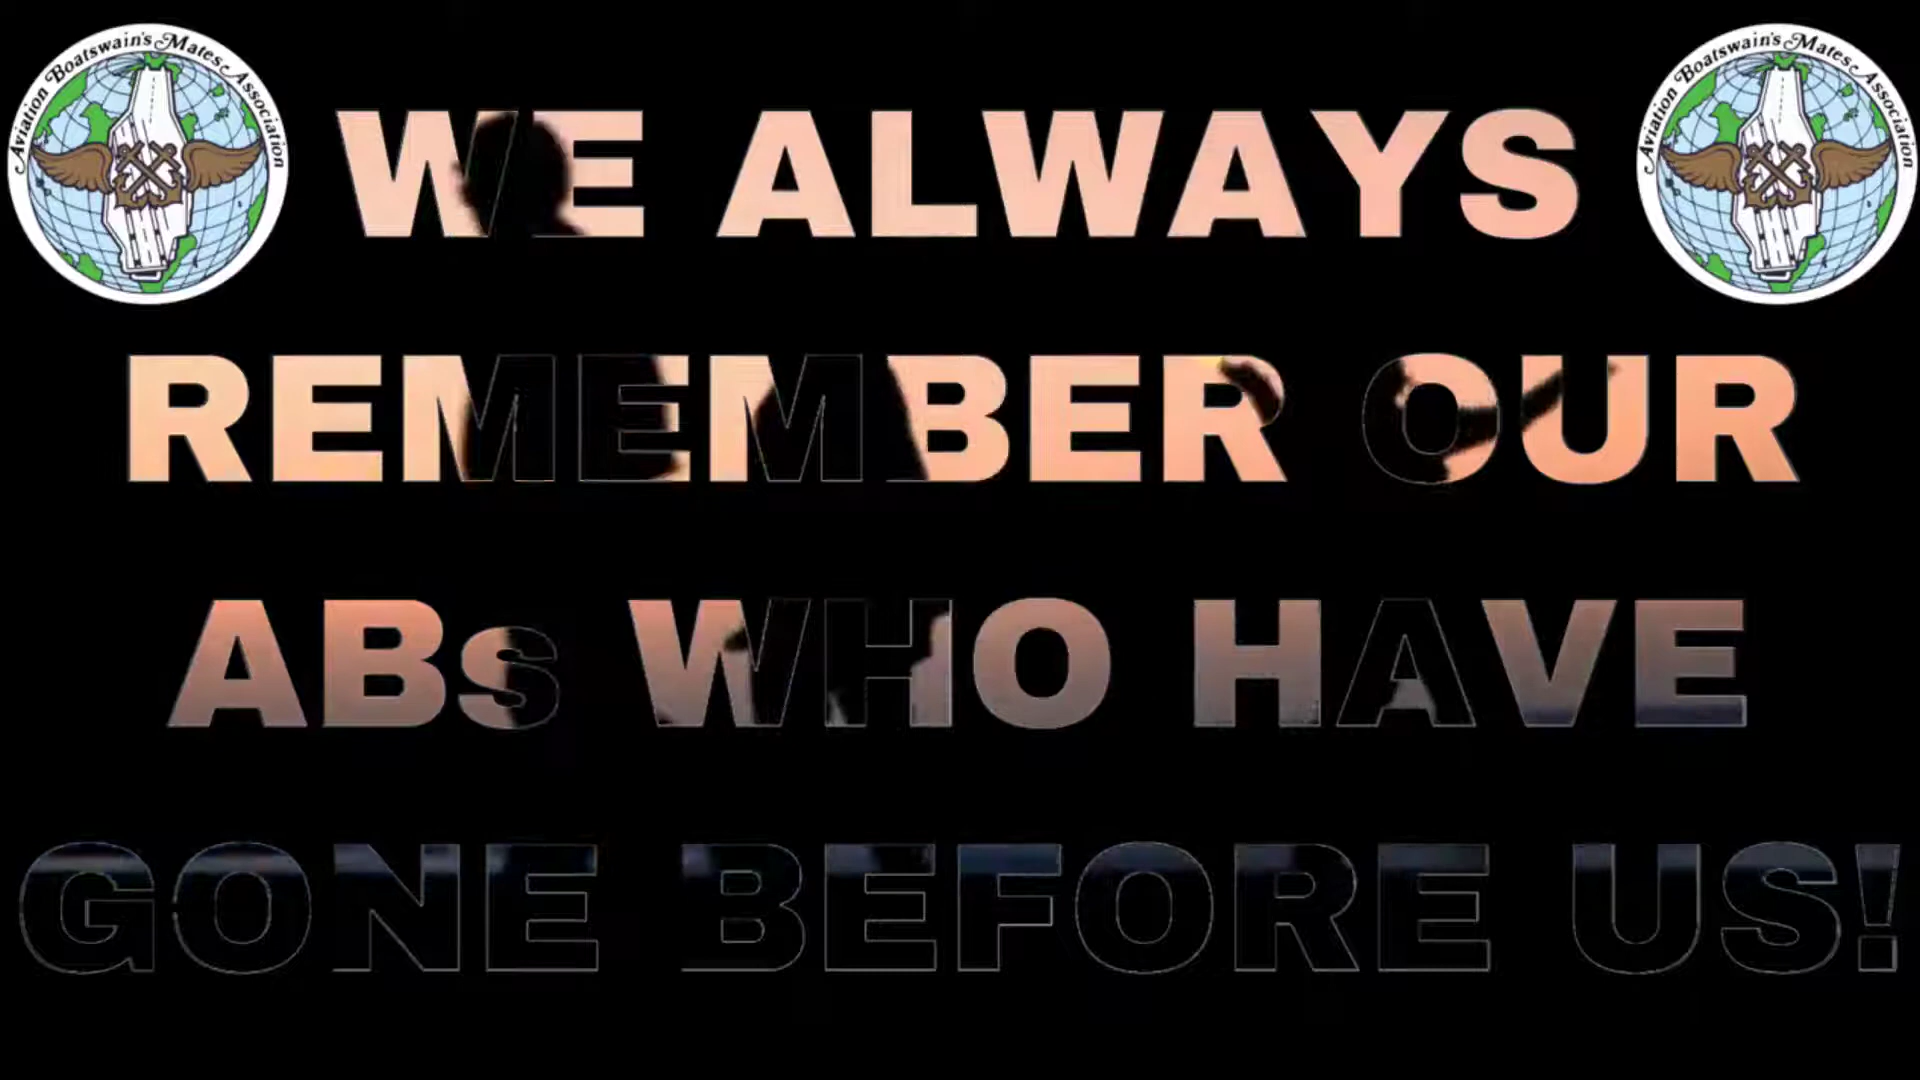 Aviation Boatswain's Mates Association
Aviation Boatswain's Mates Association
WE ALWAYS
REMEMBER OUR
ABs WHO HAVE
GONE BEFORE US!